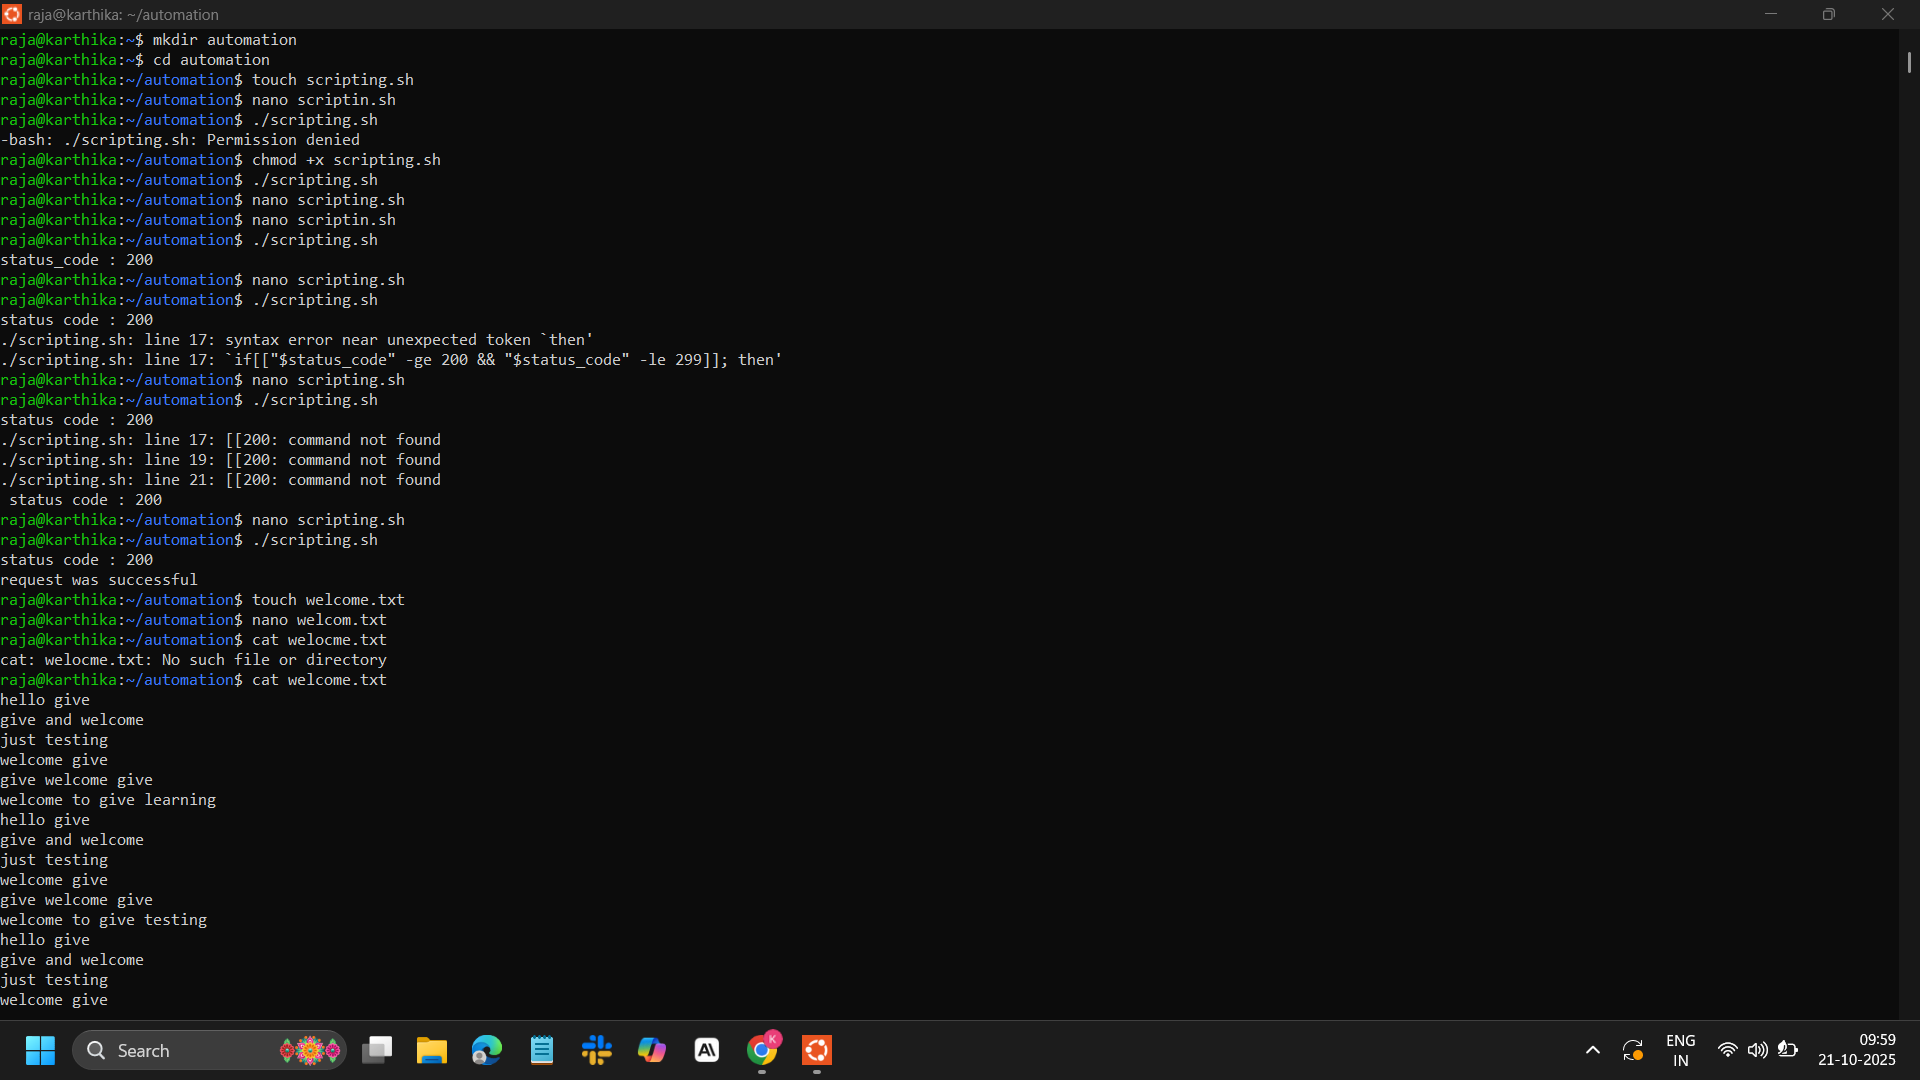 raja@karthika: ~/automation
raja@karthika:~$ mkdir automation
raja@karthika:~$ cd automation
raja@karthika:~/automation$ touch scripting.sh
raja@karthika:~/automation$ nano scriptin.sh
raja@karthika:~/automation$ ./scripting.sh
-bash: ./scripting.sh: Permission denied
raja@karthika:~/automation$ chmod +x scripting.sh
raja@karthika:~/automation$ ./scripting.sh
raja@karthika:~/automation$ nano scripting.sh
raja@karthika:~/automation$ nano scriptin.sh
raja@karthika:~/automation$ ./scripting.sh
status_code : 200
raja@karthika:~/automation$ nano scripting.sh
raja@karthika:~/automation$ ./scripting.sh
status code : 200
./scripting.sh: line 17: syntax error near unexpected token `then'
./scripting.sh: line 17: `if[["$status_code" -ge 200 && "$status_code" -le 299]]; then'
raja@karthika:~/automation$ nano scripting.sh
raja@karthika:~/automation$ ./scripting.sh
status code : 200
./scripting.sh: line 17: [[200: command not found
./scripting.sh: line 19: [[200: command not found
./scripting.sh: line 21: [[200: command not found
 status code : 200
raja@karthika:~/automation$ nano scripting.sh
raja@karthika:~/automation$ ./scripting.sh
status code : 200
request was successful
raja@karthika:~/automation$ touch welcome.txt
raja@karthika:~/automation$ nano welcom.txt
raja@karthika:~/automation$ cat welocme.txt
cat: welocme.txt: No such file or directory
raja@karthika:~/automation$ cat welcome.txt
hello give
give and welcome
just testing
welcome give
give welcome give
welcome to give learning
hello give
give and welcome
just testing
welcome give
give welcome give
welcome to give testing
hello give
give and welcome
just testing
welcome give
Search
K
ENG
IN
09:59
21-10-2025